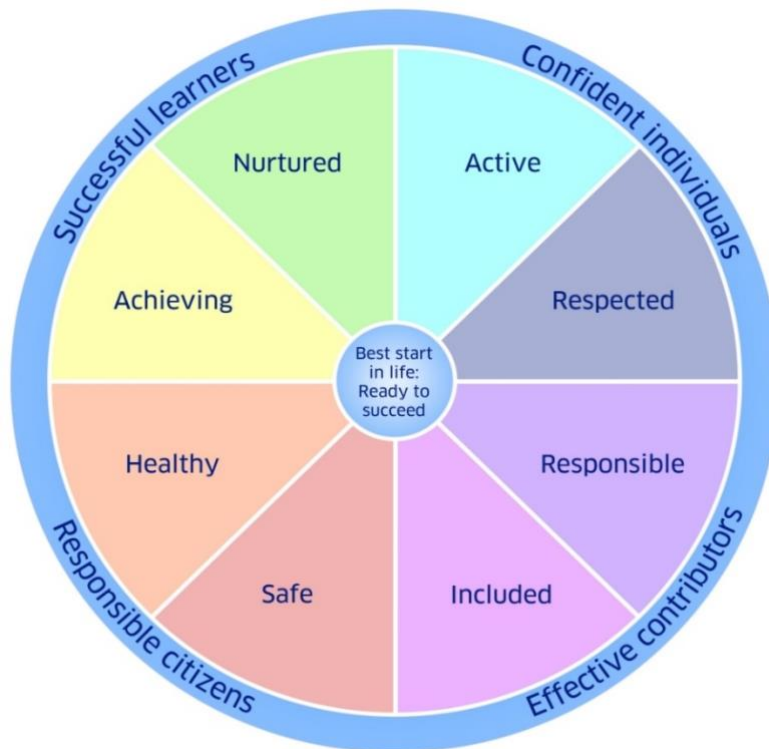 Successful learners
Confident individuals
Nurtured
Active
Achieving
Respected
Best start
in life:
Ready to
succeed
Healthy
Responsible
Safe
Included
Responsible citizens
Effective contributors